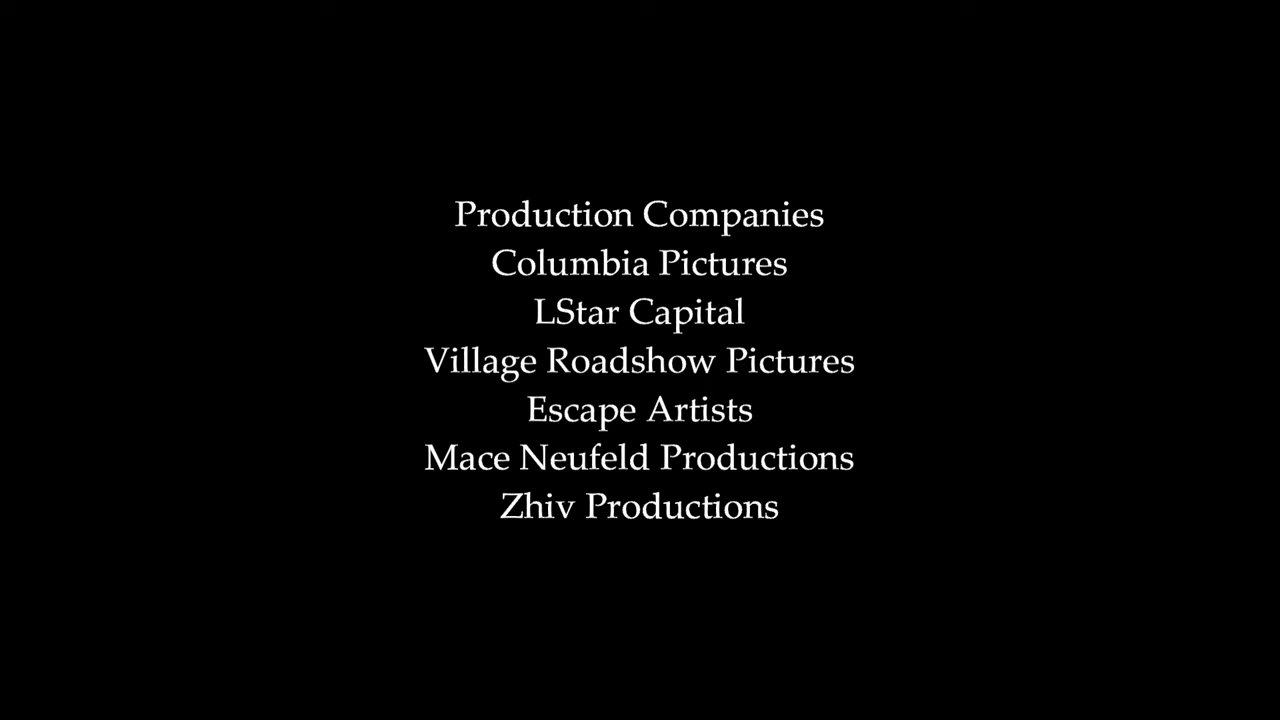 Production Companies
Columbia Pictures
LStar Capital
Village Roadshow Pictures
Escape Artists
Mace Neufeld Productions
Zhiv Productions